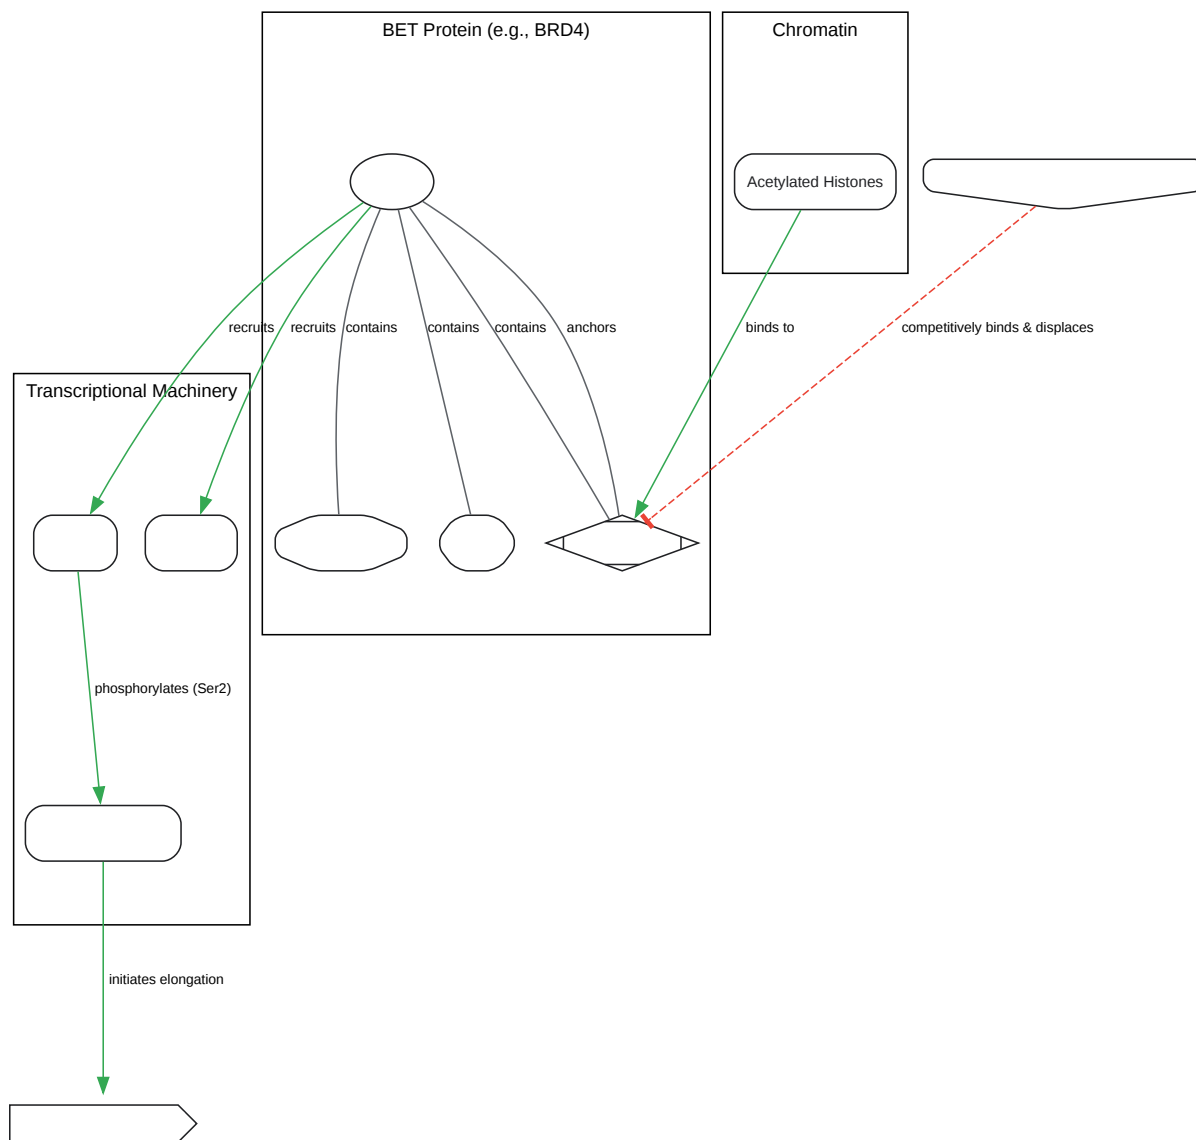 BET Protein (e.g., BRD4)
Chromatin
Acetylated Histones
recruits
recruits
contains
contains
contains
anchors
binds to
competitively binds & displaces
Transcriptional Machinery
phosphorylates (Ser2)
initiates elongation